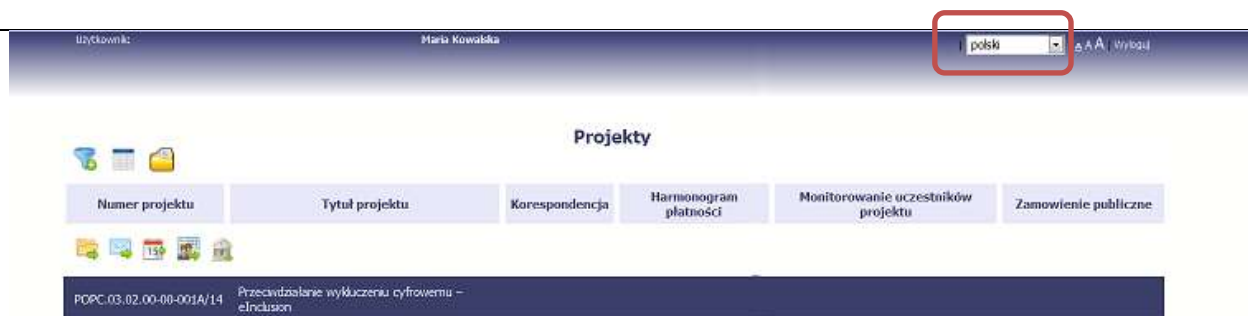 Użytkownik: Maria Kowalska | polski A A A | Wyloguj
Projekty
Numer projektu Tytuł projektu Korespondencja Harmonogram płatności Monitorowanie uczestników projektu Zamowienie publiczne
POPC.03.02.00-00-001A/14 Przeciwdziałanie wykluczeniu cyfrowemu –
eInclusion